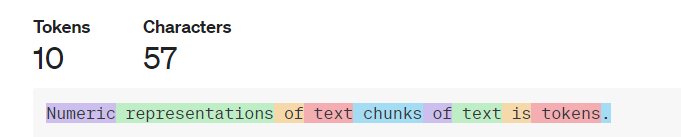 Tokens Characters
10 57
Numeric representations of text chunks of text is tokens.